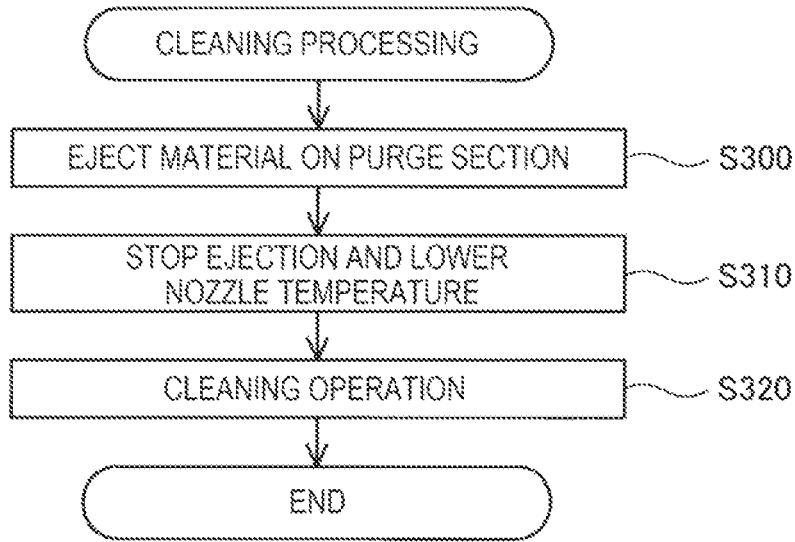 CLEANING PROCESSING
EJECT MATERIAL ON PURGE SECTION
S300
STOP EJECTION AND LOWER
NOZZLE TEMPERATURE
S310
CLEANING OPERATION
S320
END